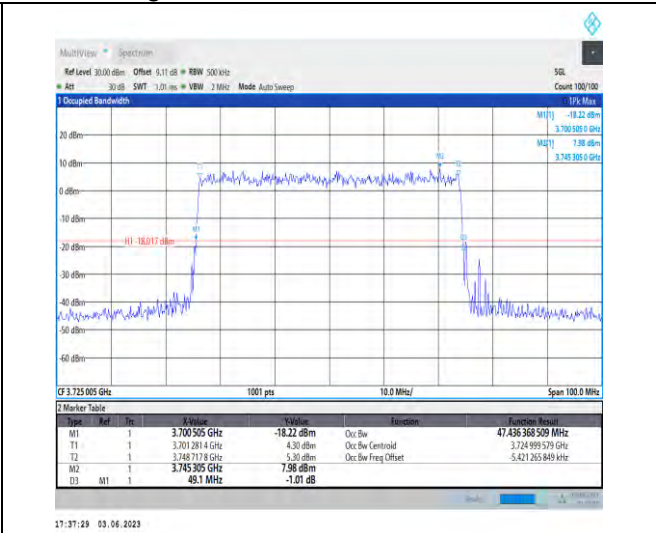 MultiView Spectrum
Ref Level 30.00 dBm Offset 9.11 dB RBW 500 kHz SGL
Att 30 dB SWT 1.01 ms VBW 2 MHz Mode Auto Sweep Count 100/100
1 Occupied Bandwidth 1Pk Max
M1[1] -18.22 dBm
3.700 505 0 GHz
M2[1] 7.98 dBm
3.745 305 0 GHz
20 dBm
10 dBm
M2
T1
T2
0 dBm
-10 dBm
M1
H1 -18.017 dBm
D3
-20 dBm
-30 dBm
-40 dBm
-50 dBm
-60 dBm
CF 3.725 005 GHz 1001 pts 10.0 MHz/ Span 100.0 MHz
2 Marker Table
Type Ref Trc X-Value Y-Value Function Function Result
M1 1 3.700 505 GHz -18.22 dBm Occ Bw 47.436 368 509 MHz
T1 1 3.701 281 4 GHz 4.30 dBm Occ Bw Centroid 3.724 999 579 GHz
T2 1 3.748 717 8 GHz 5.30 dBm Occ Bw Freq Offset -5.421 265 849 kHz
M2 1 3.745 305 GHz 7.98 dBm
D3 M1 1 49.1 MHz -1.01 dB
17:37:29 03.06.2023